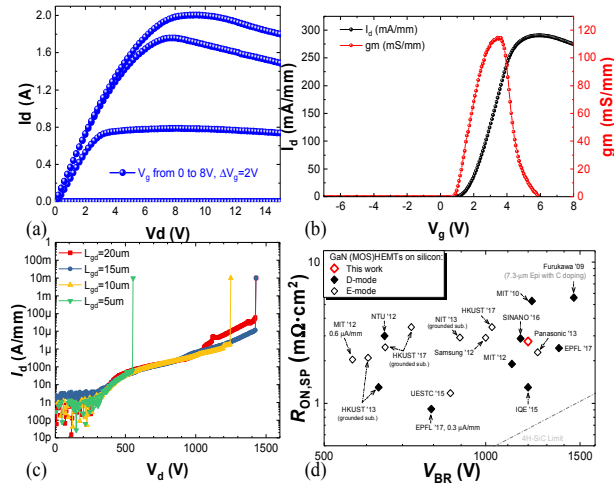 (a)
2.0
1.6
1.2
0.8
0.4
0.0
Id (A)
V_g from 0 to 8V, ΔV_g=2V
0 2 4 6 8 10 12 14
Vd (V)
(b)
I_d (mA/mm)
gm (mS/mm)
300
250
200
150
100
50
0
I_d (mA/mm)
120
100
80
60
40
20
0
gm (mS/mm)
-6 -4 -2 0 2 4 6 8
V_g (V)
(c)
L_gd=20um
L_gd=15um
L_gd=10um
L_gd=5um
1
100m
10m
1m
100µ
10µ
1µ
100n
10n
1n
100p
10p
I_d (A/mm)
0 500 1000 1500
V_d (V)
(d)
GaN (MOS)HEMTs on silicon:
This work
D-mode
E-mode
Furukawa '09
(7.3-µm Epi with C doping)
MIT '10
NTU '12
NIT '13
(grounded sub.)
HKUST '17
SINANO '16
Panasonic '13
MIT '12
0.6 µA/mm
HKUST '17
(grounded sub.)
Samsung '12
MIT '12
EPFL '17
HKUST '13
(grounded sub.)
UESTC '15
IQE '15
EPFL '17, 0.3 µA/mm
4H-SiC Limit
10
1
R_ON,SP (mΩ·cm²)
500 1000 1500
V_BR (V)